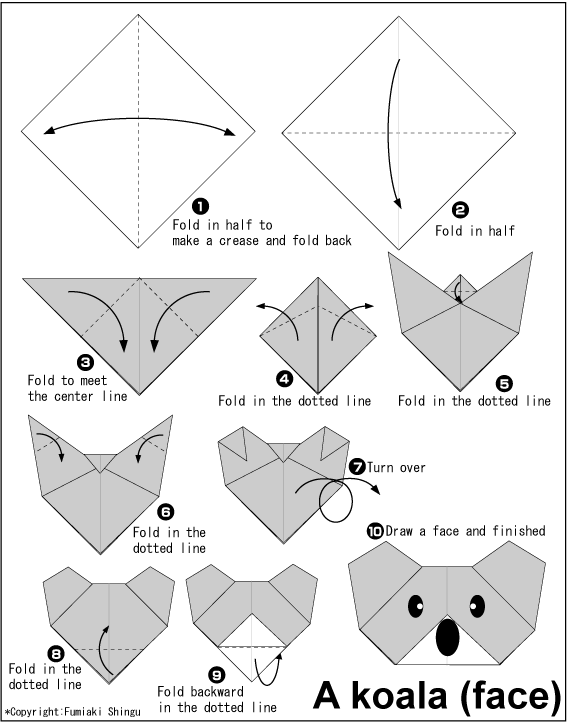 1
Fold in half to
make a crease and fold back
2
Fold in half
3
Fold to meet
the center line
4
Fold in the dotted line
5
Fold in the dotted line
6
Fold in the
dotted line
7 Turn over
8
Fold in the
dotted line
9
Fold backward
in the dotted line
10 Draw a face and finished
A koala (face)
*Copyright:Fumiaki Shingu